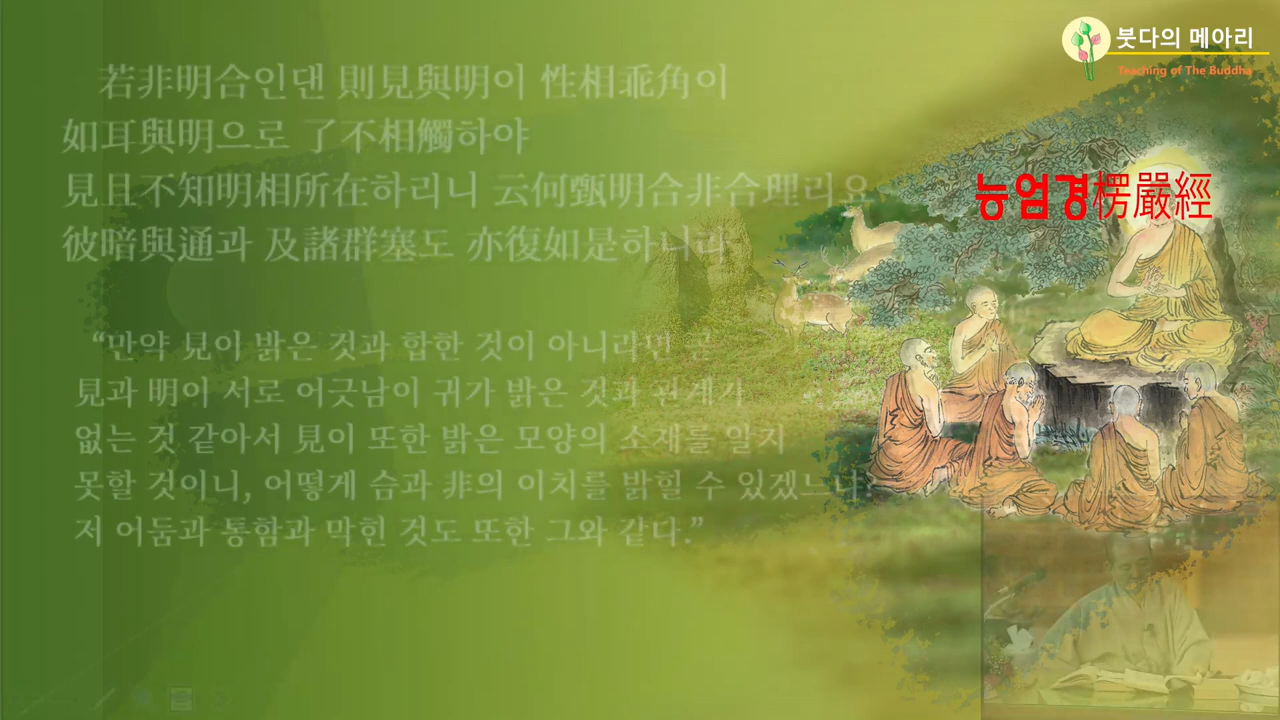 붓다의 메아리
Teaching of The Buddha
능엄경楞嚴經
若非明合인댄 則見與明이 性相乖角이
如耳與明으로 了不相觸하야
見且不知明相所在하리니 云何甄明合非合理리요
彼暗與通과 及諸群塞도 亦復如是하니라
“만약 見이 밝은 것과 합한 것이 아니라면 곧
見과 明이 서로 어긋남이 귀가 밝은 것과 관계가
없는 것 같아서 見이 또한 밝은 모양의 소재를 알지
못할 것이니, 어떻게 合과 非의 이치를 밝힐 수 있겠느냐?
저 어둠과 통함과 막힌 것도 또한 그와 같다.”